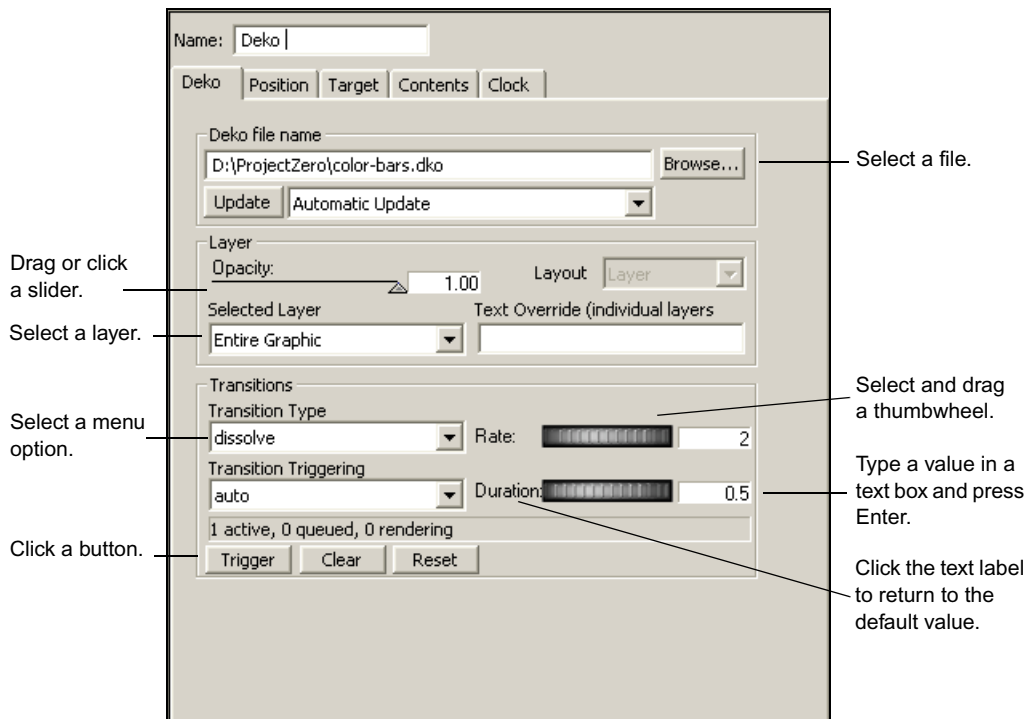 Name: Deko
Deko Position Target Contents Clock
Deko file name
D:\ProjectZero\color-bars.dko Browse...
Select a file.
Update Automatic Update
Layer
Opacity: 1.00 Layout Layer
Drag or click
a slider.
Selected Layer Text Override (individual layers
Select a layer.
Entire Graphic
Transitions
Transition Type
Select and drag
a thumbwheel.
Select a menu
option.
dissolve Rate: 2
Transition Triggering
auto Duration: 0.5
Type a value in a
text box and press
Enter.
1 active, 0 queued, 0 rendering
Click a button.
Trigger Clear Reset
Click the text label
to return to the
default value.